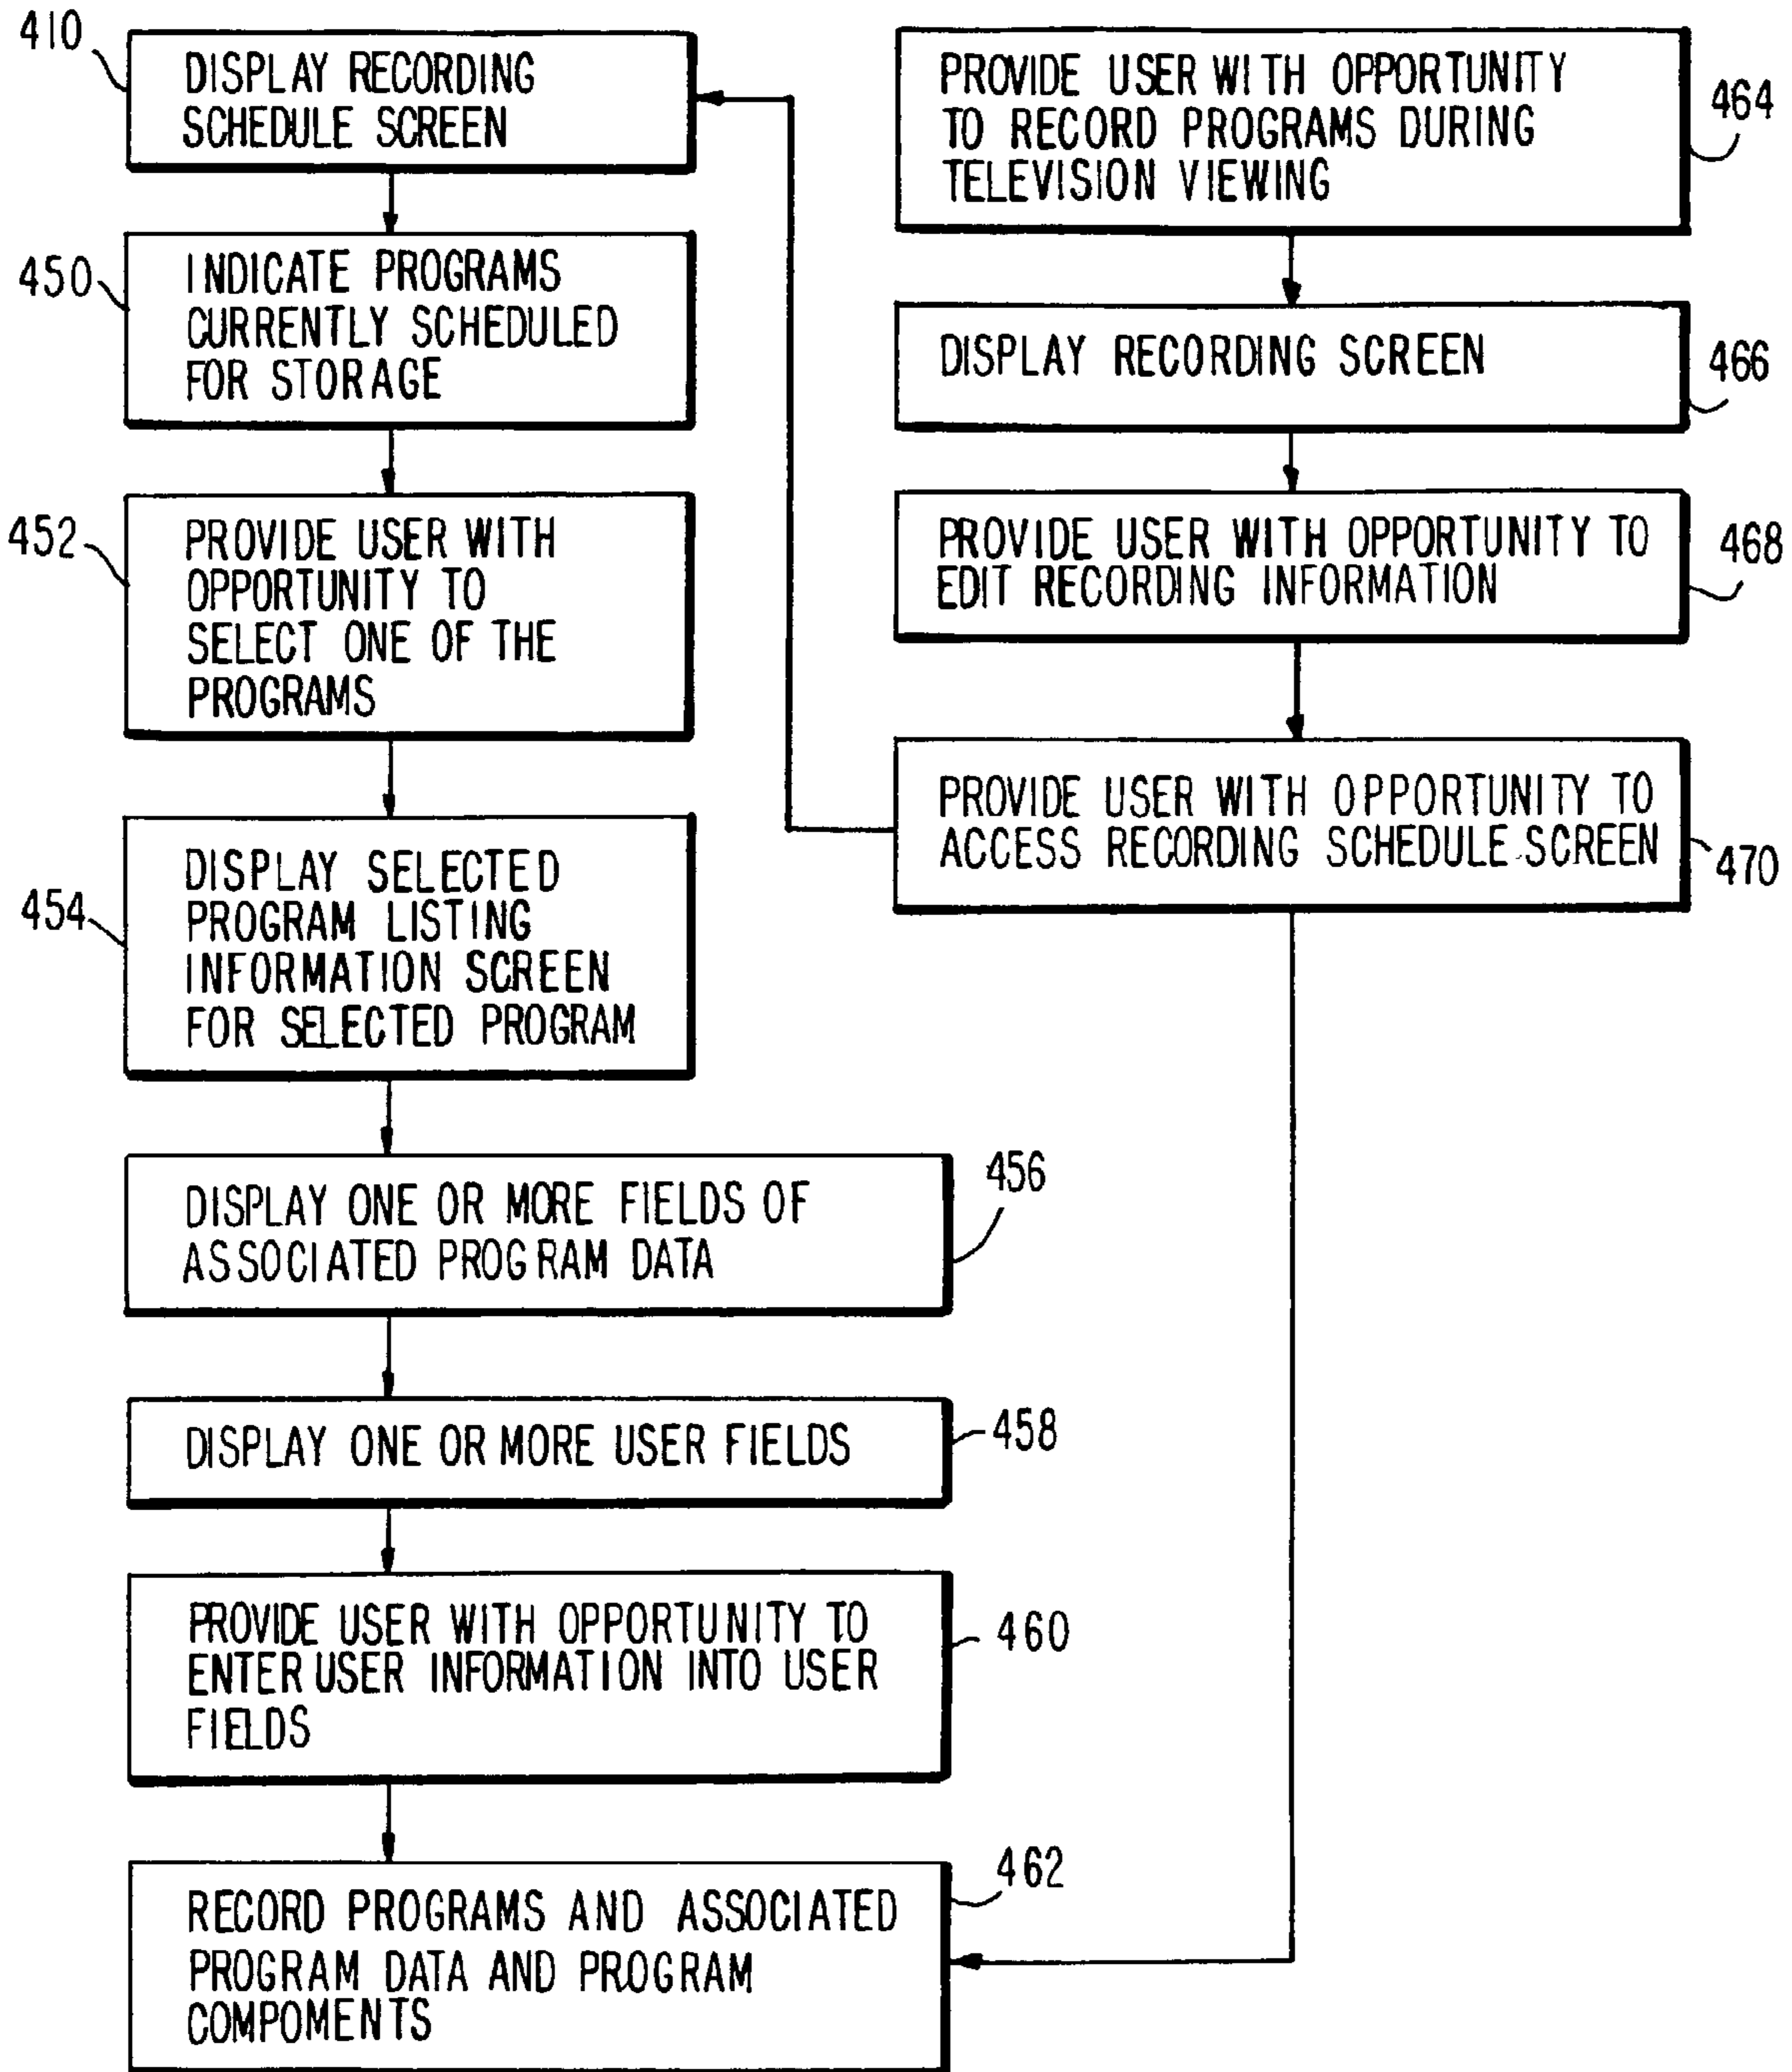 410
DISPLAY RECORDING
SCHEDULE SCREEN
450
INDICATE PROGRAMS
CURRENTLY SCHEDULED
FOR STORAGE
452
PROVIDE USER WITH
OPPORTUNITY TO
SELECT ONE OF THE
PROGRAMS
454
DISPLAY SELECTED
PROGRAM LISTING
INFORMATION SCREEN
FOR SELECTED PROGRAM
456
DISPLAY ONE OR MORE FIELDS OF
ASSOCIATED PROGRAM DATA
458
DISPLAY ONE OR MORE USER FIELDS
460
PROVIDE USER WITH OPPORTUNITY TO
ENTER USER INFORMATION INTO USER
FIELDS
462
RECORD PROGRAMS AND ASSOCIATED
PROGRAM DATA AND PROGRAM
COMPOMENTS
464
PROVIDE USER WITH OPPORTUNITY
TO RECORD PROGRAMS DURING
TELEVISION VIEWING
466
DISPLAY RECORDING SCREEN
468
PROVIDE USER WITH OPPORTUNITY TO
EDIT RECORDING INFORMATION
470
PROVIDE USER WITH OPPORTUNITY TO
ACCESS RECORDING SCHEDULE SCREEN